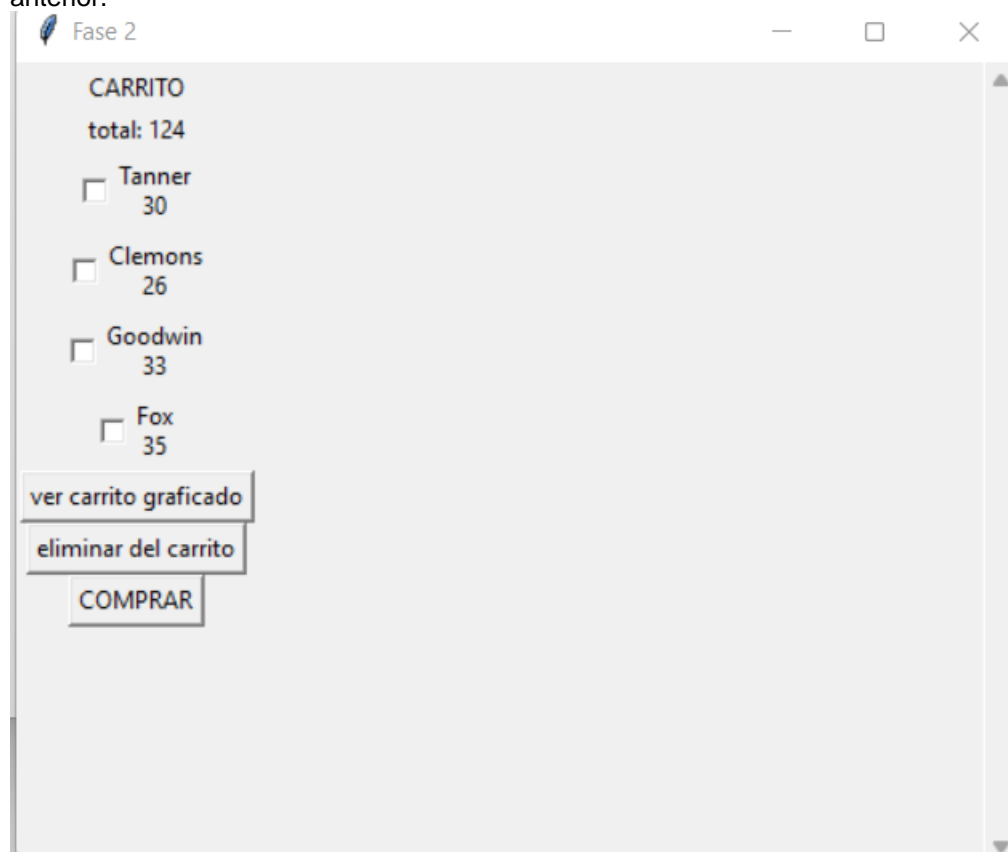 anterior.
Fase 2
CARRITO
total: 124
Tanner
30
Clemons
26
Goodwin
33
Fox
35
ver carrito graficado
eliminar del carrito
COMPRAR